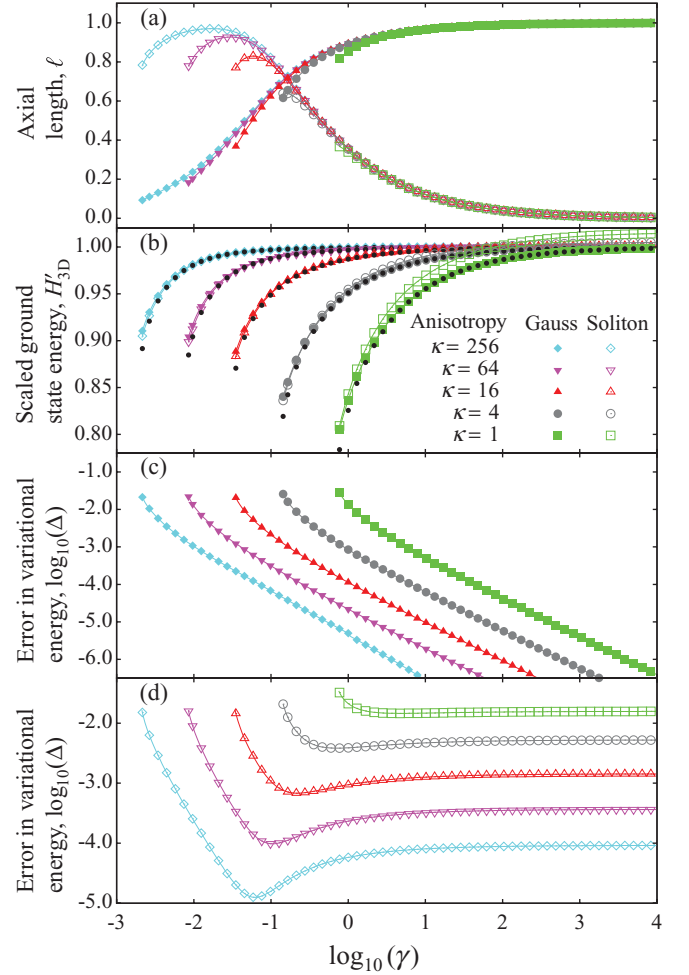 (a)
Axial
length, ℓ
1.0
0.8
0.6
0.4
0.2
0.0
(b)
Scaled ground
state energy, H′3D
1.00
0.95
0.90
0.85
0.80
Anisotropy Gauss Soliton
κ = 256
κ = 64
κ = 16
κ = 4
κ = 1
(c)
Error in variational
energy, log10(Δ)
-1.0
-2.0
-3.0
-4.0
-5.0
-6.0
(d)
Error in variational
energy, log10(Δ)
-2.0
-3.0
-4.0
-5.0
-3 -2 -1 0 1 2 3 4
log10(γ)